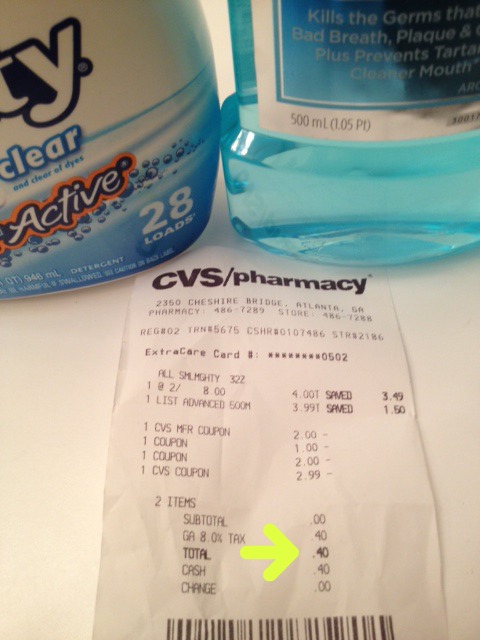 ty®
clear
and clear of dyes
Active®
28
LOADS*
946 mL DETERGENT
Kills the Germs that
Bad Breath, Plaque &
Plus Prevents Tartar
Cleaner Mouth*
500 mL (1.05 Pt)
CVS/pharmacy®
2350 CHESHIRE BRIDGE, ATLANTA, GA
PHARMACY: 486-7289 STORE: 486-7288
REG#02 TRN#5675 CSHR#0107486 STR#2186
ExtraCare Card #: ********0502
ALL SMLMGHTY 32Z
1 @ 2/ 8.00 4.00T SAVED 3.49
1 LIST ADVANCED 500M 3.99T SAVED 1.50
1 CVS MFR COUPON 2.00 -
1 COUPON 1.00 -
1 COUPON 2.00 -
1 CVS COUPON 2.99 -
2 ITEMS
SUBTOTAL .00
GA 8.0% TAX .40
TOTAL .40
CASH .40
CHANGE .00